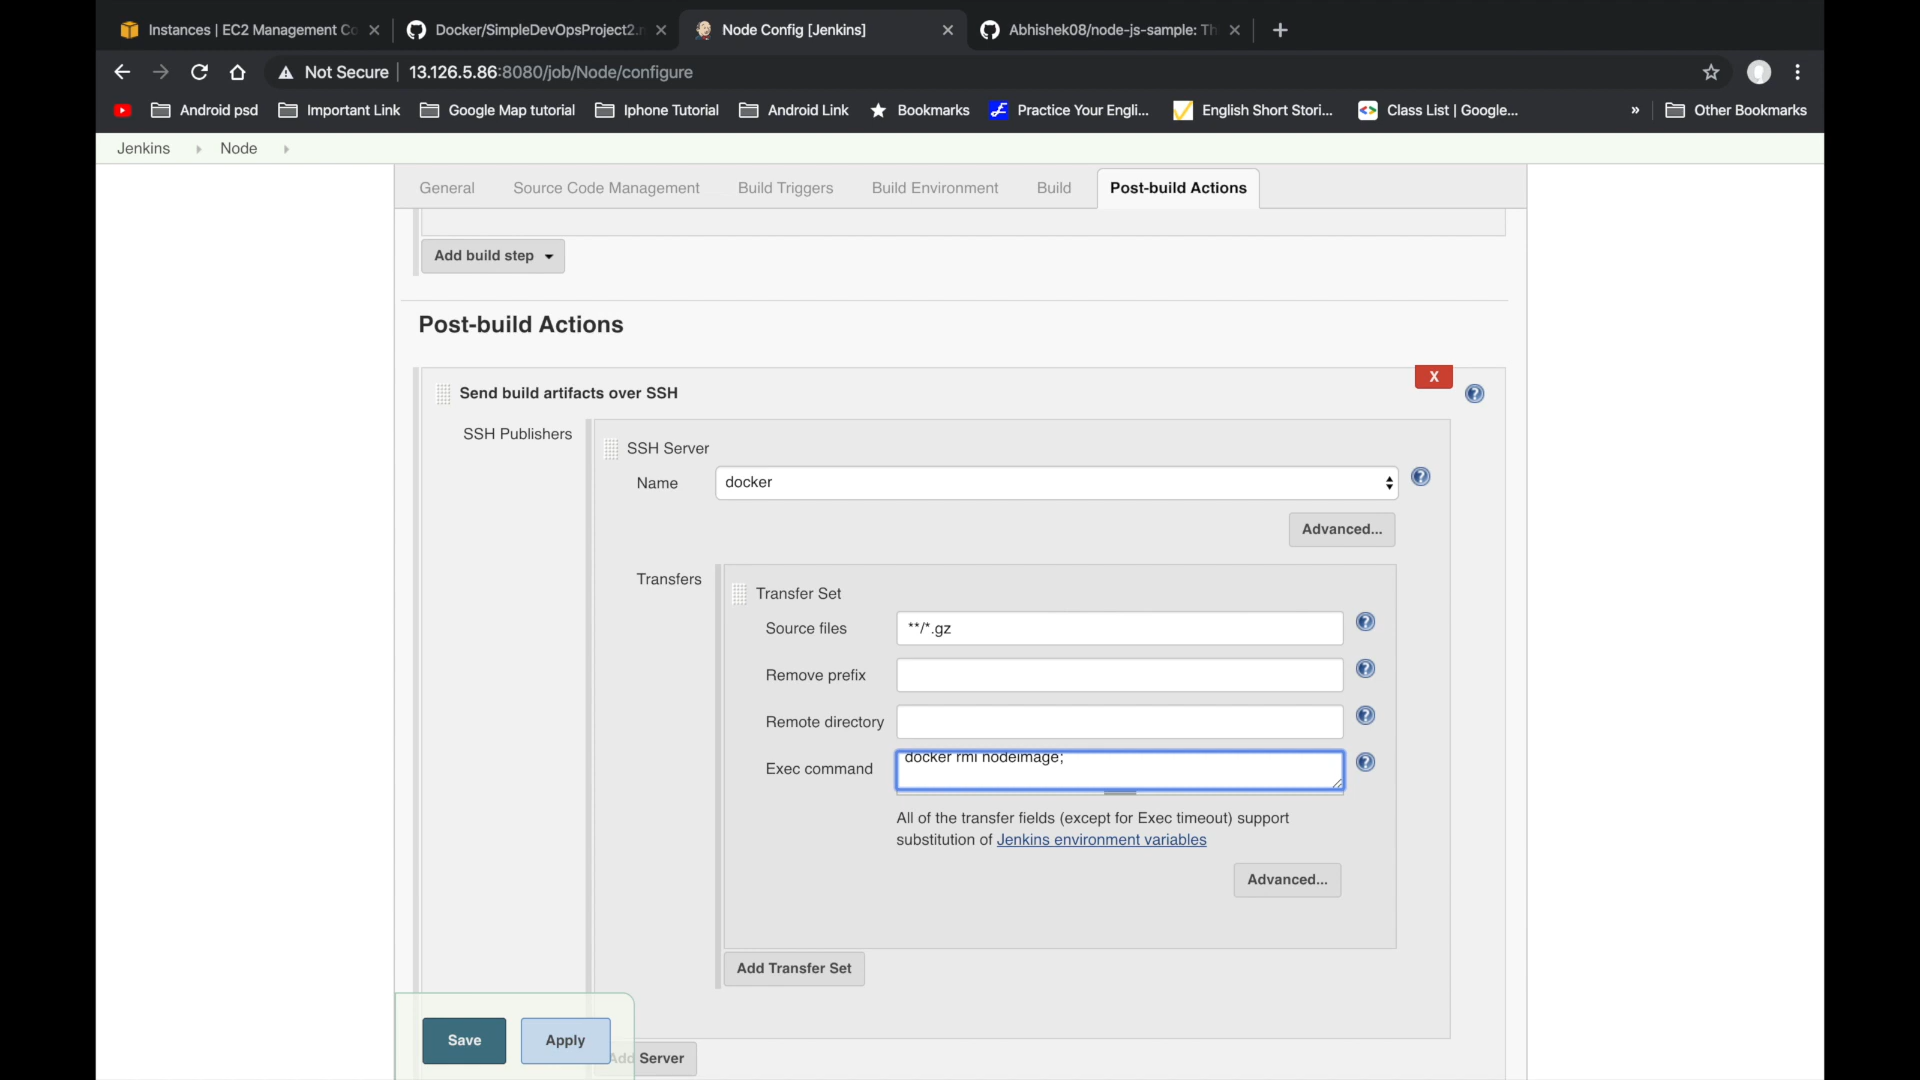 Instances | EC2 Management Co
Docker/SimpleDevOpsProject2.r
Node Config [Jenkins]
Abhishek08/node-js-sample: Th
Not Secure
13.126.5.86:8080/job/Node/configure
Android psd
Important Link
Google Map tutorial
Iphone Tutorial
Android Link
Bookmarks
Practice Your Engli...
English Short Stori...
Class List | Google...
»
Other Bookmarks
Jenkins
Node
General
Source Code Management
Build Triggers
Build Environment
Build
Post-build Actions
Add build step
Post-build Actions
X
Send build artifacts over SSH
SSH Publishers
SSH Server
Name
docker
Advanced...
Transfers
Transfer Set
Source files
**/*.gz
Remove prefix
Remote directory
Exec command
docker rmi nodeimage;
All of the transfer fields (except for Exec timeout) support
substitution of Jenkins environment variables
Advanced...
Add Transfer Set
Save
Apply
Add Server